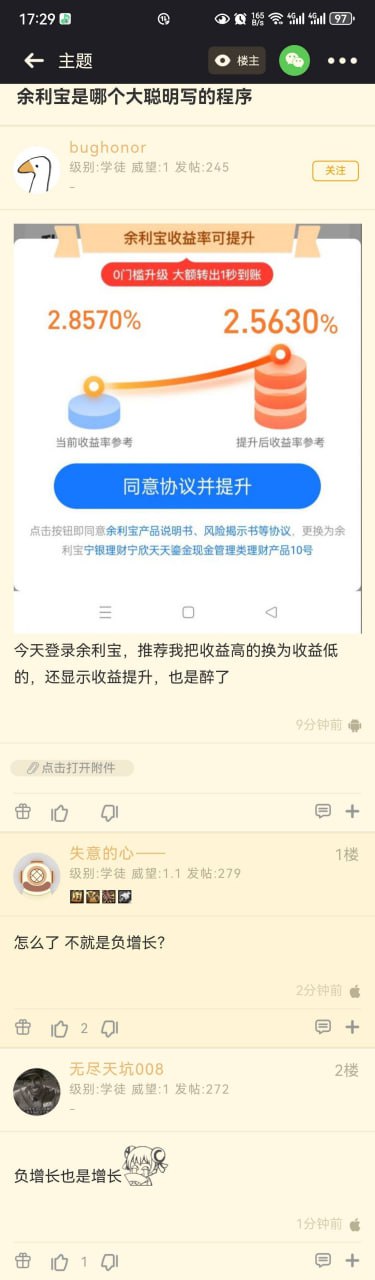 17:29
165
B/s
4G
4G
97
主题
楼主
余利宝是哪个大聪明写的程序
bughonor
级别:学徒 威望:1 发帖:245
关注
-
余利宝收益率可提升
0门槛升级 大额转出1秒到账
2.8570%
2.5630%
当前收益率参考
提升后收益率参考
同意协议并提升
点击按钮即同意余利宝产品说明书、风险揭示书等协议，更换为余
利宝宁银理财宁欣天天鎏金现金管理类理财产品10号
今天登录余利宝，推荐我把收益高的换为收益低
的，还显示收益提升，也是醉了
9分钟前
点击打开附件
失意的心——
1楼
级别:学徒 威望:1.1 发帖:279
怎么了 不就是负增长?
2分钟前
2
无尽天坑008
2楼
级别:学徒 威望:1 发帖:272
-
负增长也是增长
1分钟前
1